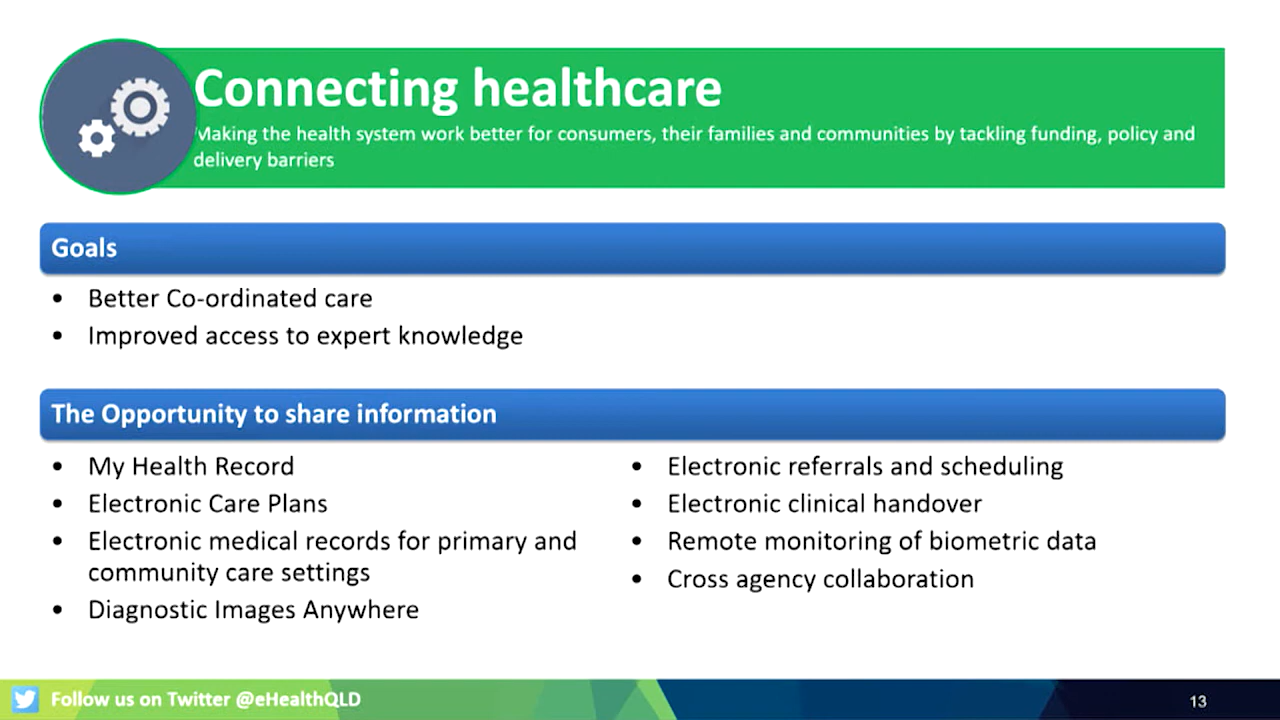 Connecting healthcare
Making the health system work better for consumers, their families and communities by tackling funding, policy and
delivery barriers
Goals
• Better Co-ordinated care
• Improved access to expert knowledge
The Opportunity to share information
• My Health Record
• Electronic Care Plans
• Electronic medical records for primary and
community care settings
• Diagnostic Images Anywhere
• Electronic referrals and scheduling
• Electronic clinical handover
• Remote monitoring of biometric data
• Cross agency collaboration
Follow us on Twitter @eHealthQLD
13